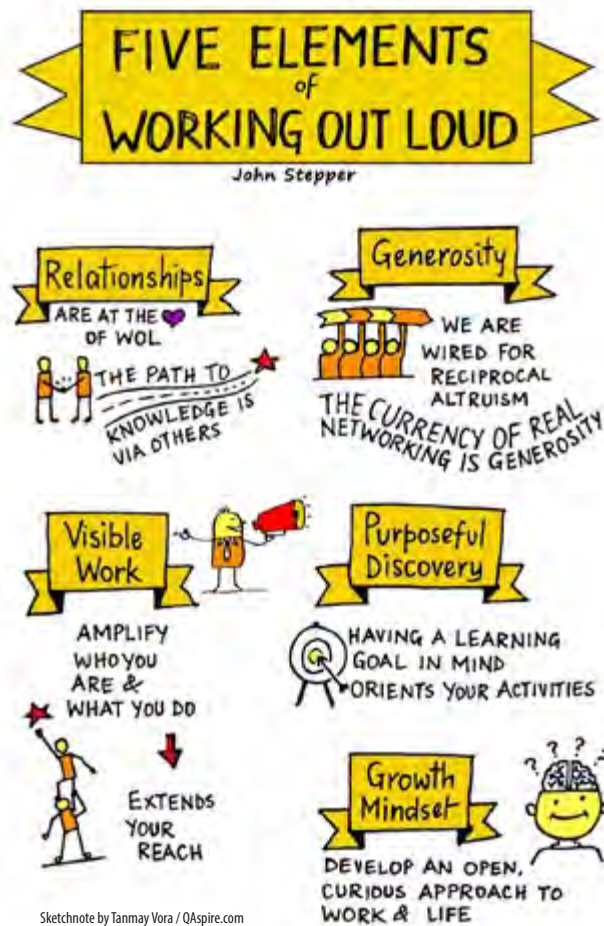 FIVE ELEMENTS
of
WORKING OUT LOUD
John Stepper
Relationships
ARE AT THE
OF WOL
THE PATH TO
KNOWLEDGE IS
VIA OTHERS
Generosity
WE ARE
WIRED FOR
RECIPROCAL
ALTRUISM
THE CURRENCY OF REAL
NETWORKING IS GENEROSITY
Visible
Work
AMPLIFY
WHO YOU
ARE &
WHAT YOU DO
EXTENDS
YOUR
REACH
Purposeful
Discovery
HAVING A LEARNING
GOAL IN MIND
ORIENTS YOUR ACTIVITIES
Growth
Mindset
? ? ? ?
DEVELOP AN OPEN,
CURIOUS APPROACH TO
WORK & LIFE
Sketchnote by Tanmay Vora / QAspire.com